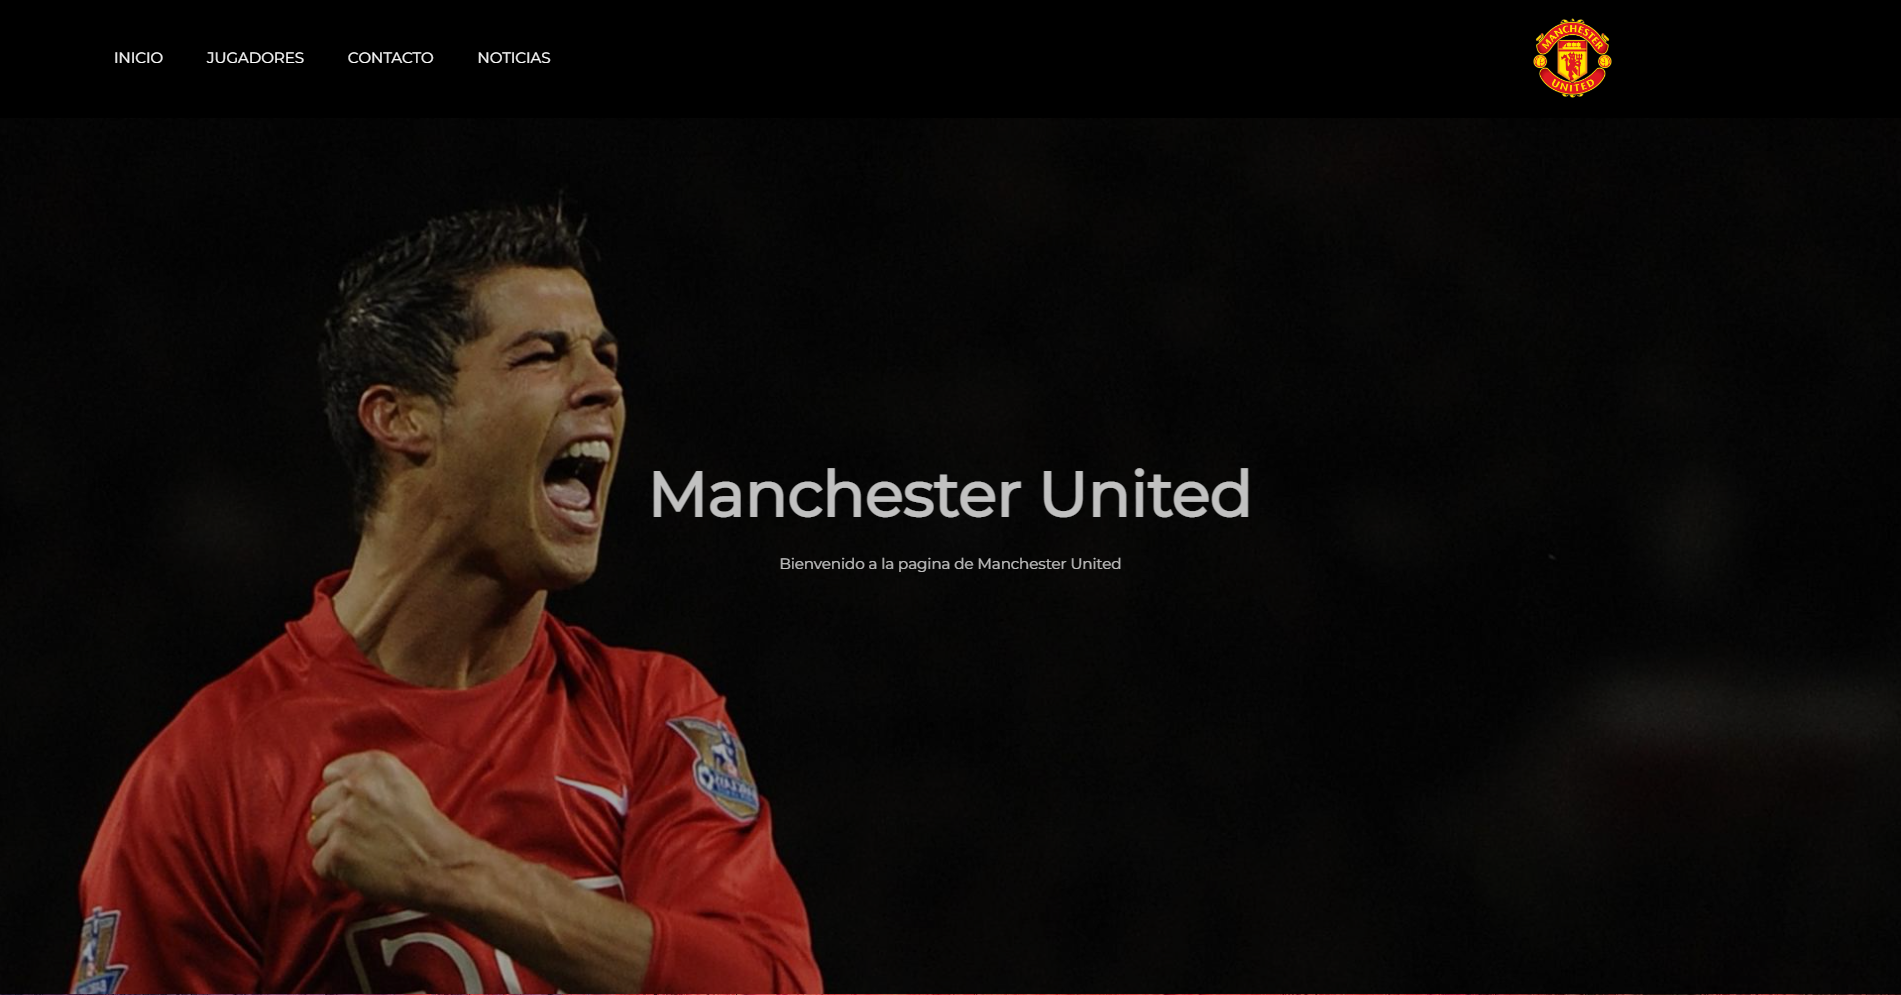 INICIO JUGADORES CONTACTO NOTICIAS
MANCHESTER
UNITED
Manchester United
Bienvenido a la pagina de Manchester United